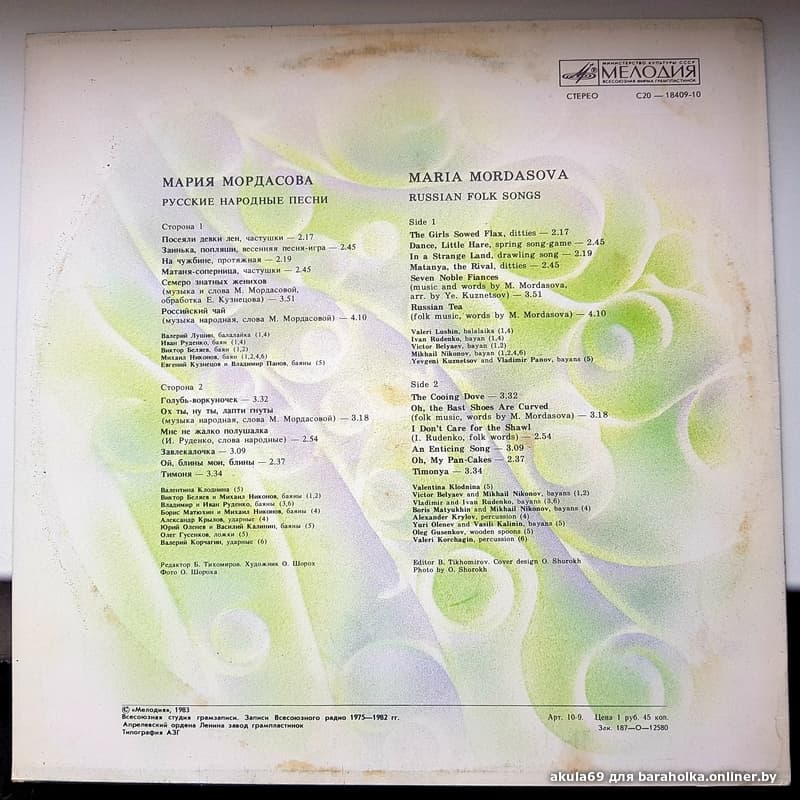 МИНИСТЕРСТВО КУЛЬТУРЫ СССР
МЕЛОДИЯ
ВСЕСОЮЗНАЯ ФИРМА ГРАМПЛАСТИНОК
СТЕРЕО С20 — 18409-10
МАРИЯ МОРДАСОВА
РУССКИЕ НАРОДНЫЕ ПЕСНИ
Сторона 1
Посеяли девки лен, частушки — 2.17
Заинька, попляши, весенняя песня-игра — 2.45
На чужбине, протяжная — 2.19
Матаня-соперница, частушки — 2.45
Семеро знатных женихов
(музыка и слова М. Мордасовой,
обработка Е. Кузнецова) — 3.51
Российский чай
(музыка народная, слова М. Мордасовой) — 4.10
Валерий Лушин, балалайка (1,4)
Иван Руденко, баян (1,4)
Виктор Беляев, баян (1,2)
Михаил Никонов, баян (1,2,4,6)
Евгений Кузнецов и Владимир Панов, баяны (5)
Сторона 2
Голубь-воркуночек — 3.32
Ох ты, ну ты, лапти гнуты
(музыка народная, слова М. Мордасовой) — 3.18
Мне не жалко полушалка
(И. Руденко, слова народные) — 2.54
Завлекалочка — 3.09
Ой, блины мои, блины — 2.37
Тимоня — 3.34
Валентина Клоднина (5)
Виктор Беляев и Михаил Никонов, баяны (1,2)
Владимир и Иван Руденко, баяны (3,6)
Борис Матюхин и Михаил Никонов, баяны (4)
Александр Крылов, ударные (4)
Юрий Оленев и Василий Калинин, баяны (5)
Олег Гусенков, ложки (5)
Валерий Корчагин, ударные (6)
Редактор Б. Тихомиров. Художник О. Шорох
Фото О. Шороха
MARIA MORDASOVA
RUSSIAN FOLK SONGS
Side 1
The Girls Sowed Flax, ditties — 2.17
Dance, Little Hare, spring song-game — 2.45
In a Strange Land, drawling song — 2.19
Matanya, the Rival, ditties — 2.45
Seven Noble Fiances
(music and words by M. Mordasova,
arr. by Ye. Kuznetsov) — 3.51
Russian Tea
(folk music, words by M. Mordasova) — 4.10
Valeri Lushin, balalaika (1,4)
Ivan Rudenko, bayan (1,4)
Victor Belyaev, bayan (1,2)
Mikhail Nikonov, bayan (1,2,4,6)
Yevgeni Kuznetsov and Vladimir Panov, bayans (5)
Side 2
The Cooing Dove — 3.32
Oh, the Bast Shoes Are Curved
(folk music, words by M. Mordasova) — 3.18
I Don't Care for the Shawl
(I. Rudenko, folk words) — 2.54
An Enticing Song — 3.09
Oh, My Pan-Cakes — 2.37
Timonya — 3.34
Valentina Klodnina (5)
Victor Belyaev and Mikhail Nikonov, bayans (1,2)
Vladimir and Ivan Rudenko, bayans (3,6)
Boris Matyukhin and Mikhail Nikonov, bayans (4)
Alexander Krylov, percussion (4)
Yuri Olenev and Vasili Kalinin, bayans (5)
Oleg Gusenkov, wooden spoons (5)
Valeri Korchagin, percussion (6)
Editor B. Tikhomirov. Cover design O. Shorokh
Photo by O. Shorokh
© «Мелодия», 1983
Всесоюзная студия грамзаписи. Записи Всесоюзного радио 1975—1982 гг.
Апрелевский ордена Ленина завод грампластинок
Типография АЗГ
Арт. 10-9. Цена 1 руб. 45 коп.
Зак. 187—О—12580
akula69 для baraholka.onliner.by